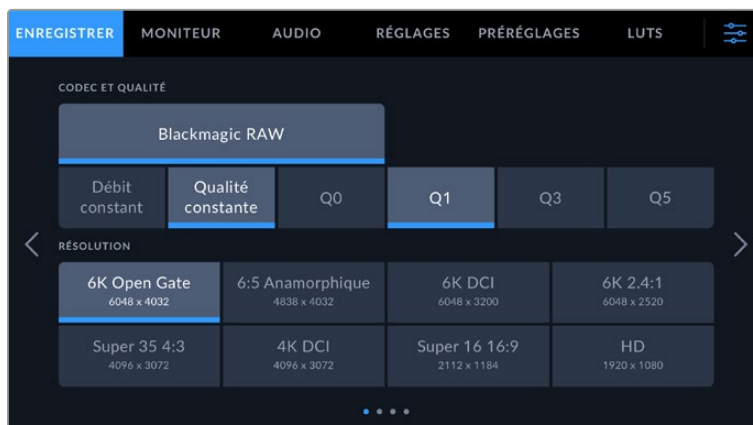 ENREGISTRER MONITEUR AUDIO RÉGLAGES PRÉRÉGLAGES LUTS
CODEC ET QUALITÉ
Blackmagic RAW
Débit constant Qualité constante Q0 Q1 Q3 Q5
RÉSOLUTION
6K Open Gate 6:5 Anamorphique 6K DCI 6K 2.4:1
6048 x 4032 4838 x 4032 6048 x 3200 6048 x 2520
Super 35 4:3 4K DCI Super 16 16:9 HD
4096 x 3072 4096 x 3072 2112 x 1184 1920 x 1080